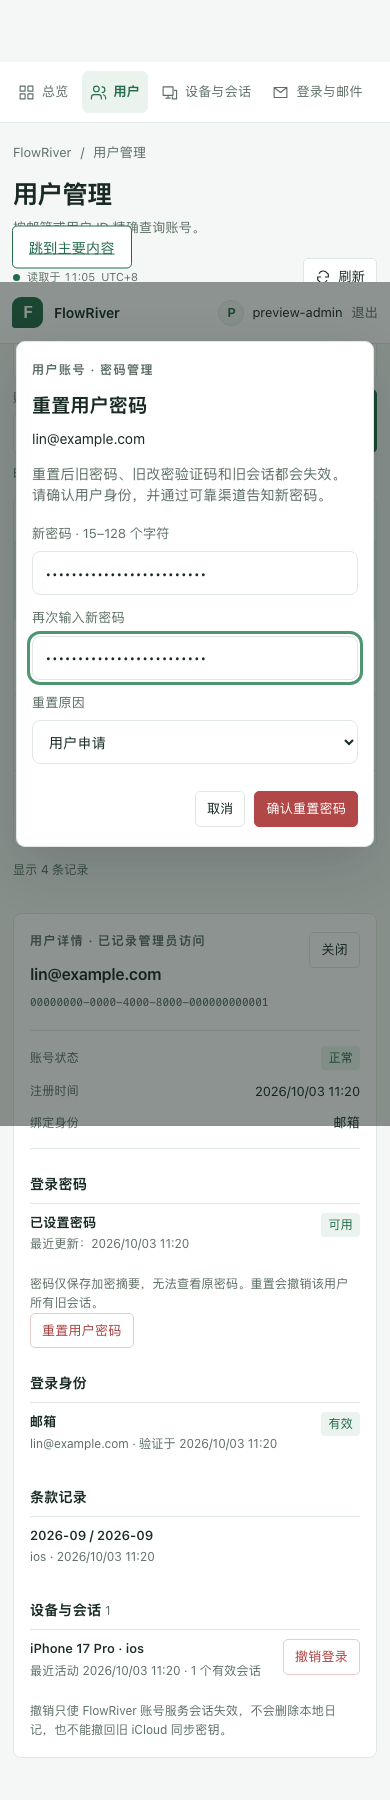 总览 用户 设备与会话 登录与邮件
FlowRiver / 用户管理
用户管理
按邮箱或用户 ID 精确查询账号。
跳到主要内容
读取于 11:05 UTC+8
刷新
F FlowRiver P preview-admin 退出
用户账号 · 密码管理
重置用户密码
lin@example.com
重置后旧密码、旧改密验证码和旧会话都会失效。
请确认用户身份，并通过可靠渠道告知新密码。
新密码 · 15–128 个字符
•••••••••••••••••••••••••
再次输入新密码
•••••••••••••••••••••••••
重置原因
用户申请
取消 确认重置密码
显示 4 条记录
用户详情 · 已记录管理员访问
关闭
lin@example.com
00000000-0000-4000-8000-000000000001
账号状态 正常
注册时间 2026/10/03 11:20
绑定身份 邮箱
登录密码
已设置密码 可用
最近更新：2026/10/03 11:20
密码仅保存加密摘要，无法查看原密码。重置会撤销该用户
所有旧会话。
重置用户密码
登录身份
邮箱 有效
lin@example.com · 验证于 2026/10/03 11:20
条款记录
2026-09 / 2026-09
ios · 2026/10/03 11:20
设备与会话 1
iPhone 17 Pro · ios
最近活动 2026/10/03 11:20 · 1 个有效会话
撤销登录
撤销只使 FlowRiver 账号服务会话失效，不会删除本地日
记，也不能撤回旧 iCloud 同步密钥。